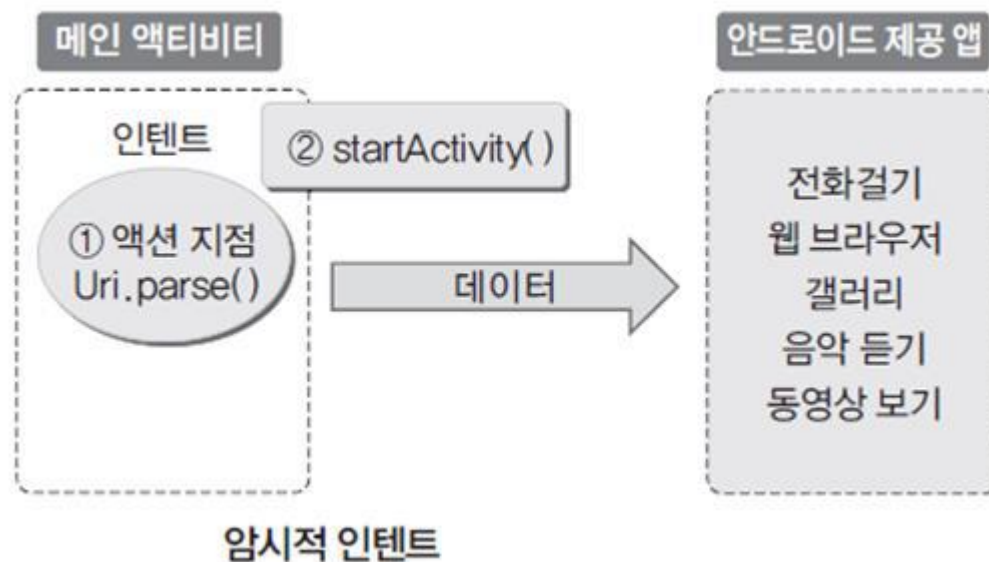 메인 액티비티
안드로이드 제공 앱
인텐트
② startActivity( )
① 액션 지점
Uri.parse()
데이터
전화걸기
웹 브라우저
갤러리
음악 듣기
동영상 보기
암시적 인텐트